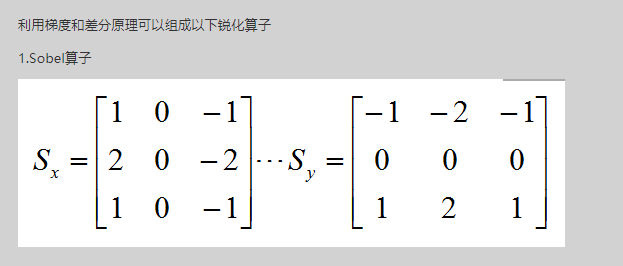 利用梯度和差分原理可以组成以下锐化算子
1.Sobel算子
1 0 -1 -1 -2 -1
S_x = 2 0 -2 ⋯ S_y = 0 0 0
1 0 -1 1 2 1